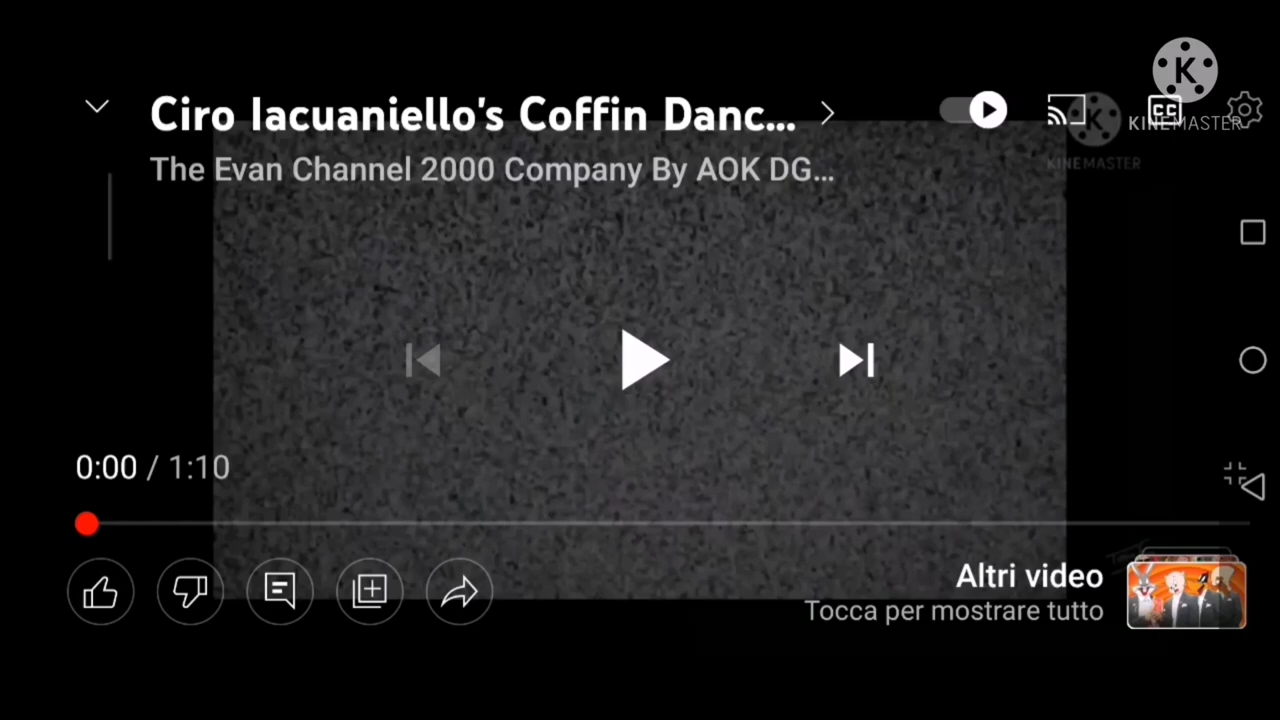 Ciro Iacuaniello's Coffin Danc...
The Evan Channel 2000 Company By AOK DG...
K
CC
KINEMASTER
K
KINEMASTER
0:00 / 1:10
Altri video
Tocca per mostrare tutto